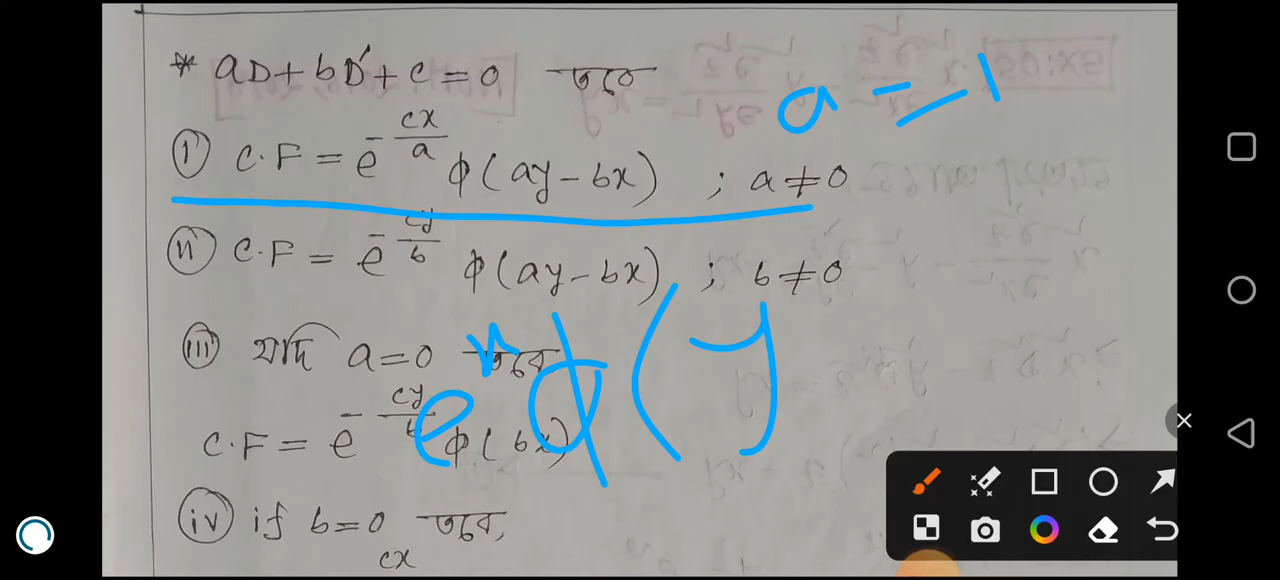 * aD + bD′ + c = 0 তবে
a = 1
(i) C.F = e^(-cx/a) φ(ay - bx) ; a ≠ 0
(ii) C.F = e^(-cy/b) φ(ay - bx) ; b ≠ 0
(iii) যদি a = 0 তবে
e^x φ(y
C.F = e^(-cy/b) φ(bx)
(iv) if b = 0 তবে,
cx